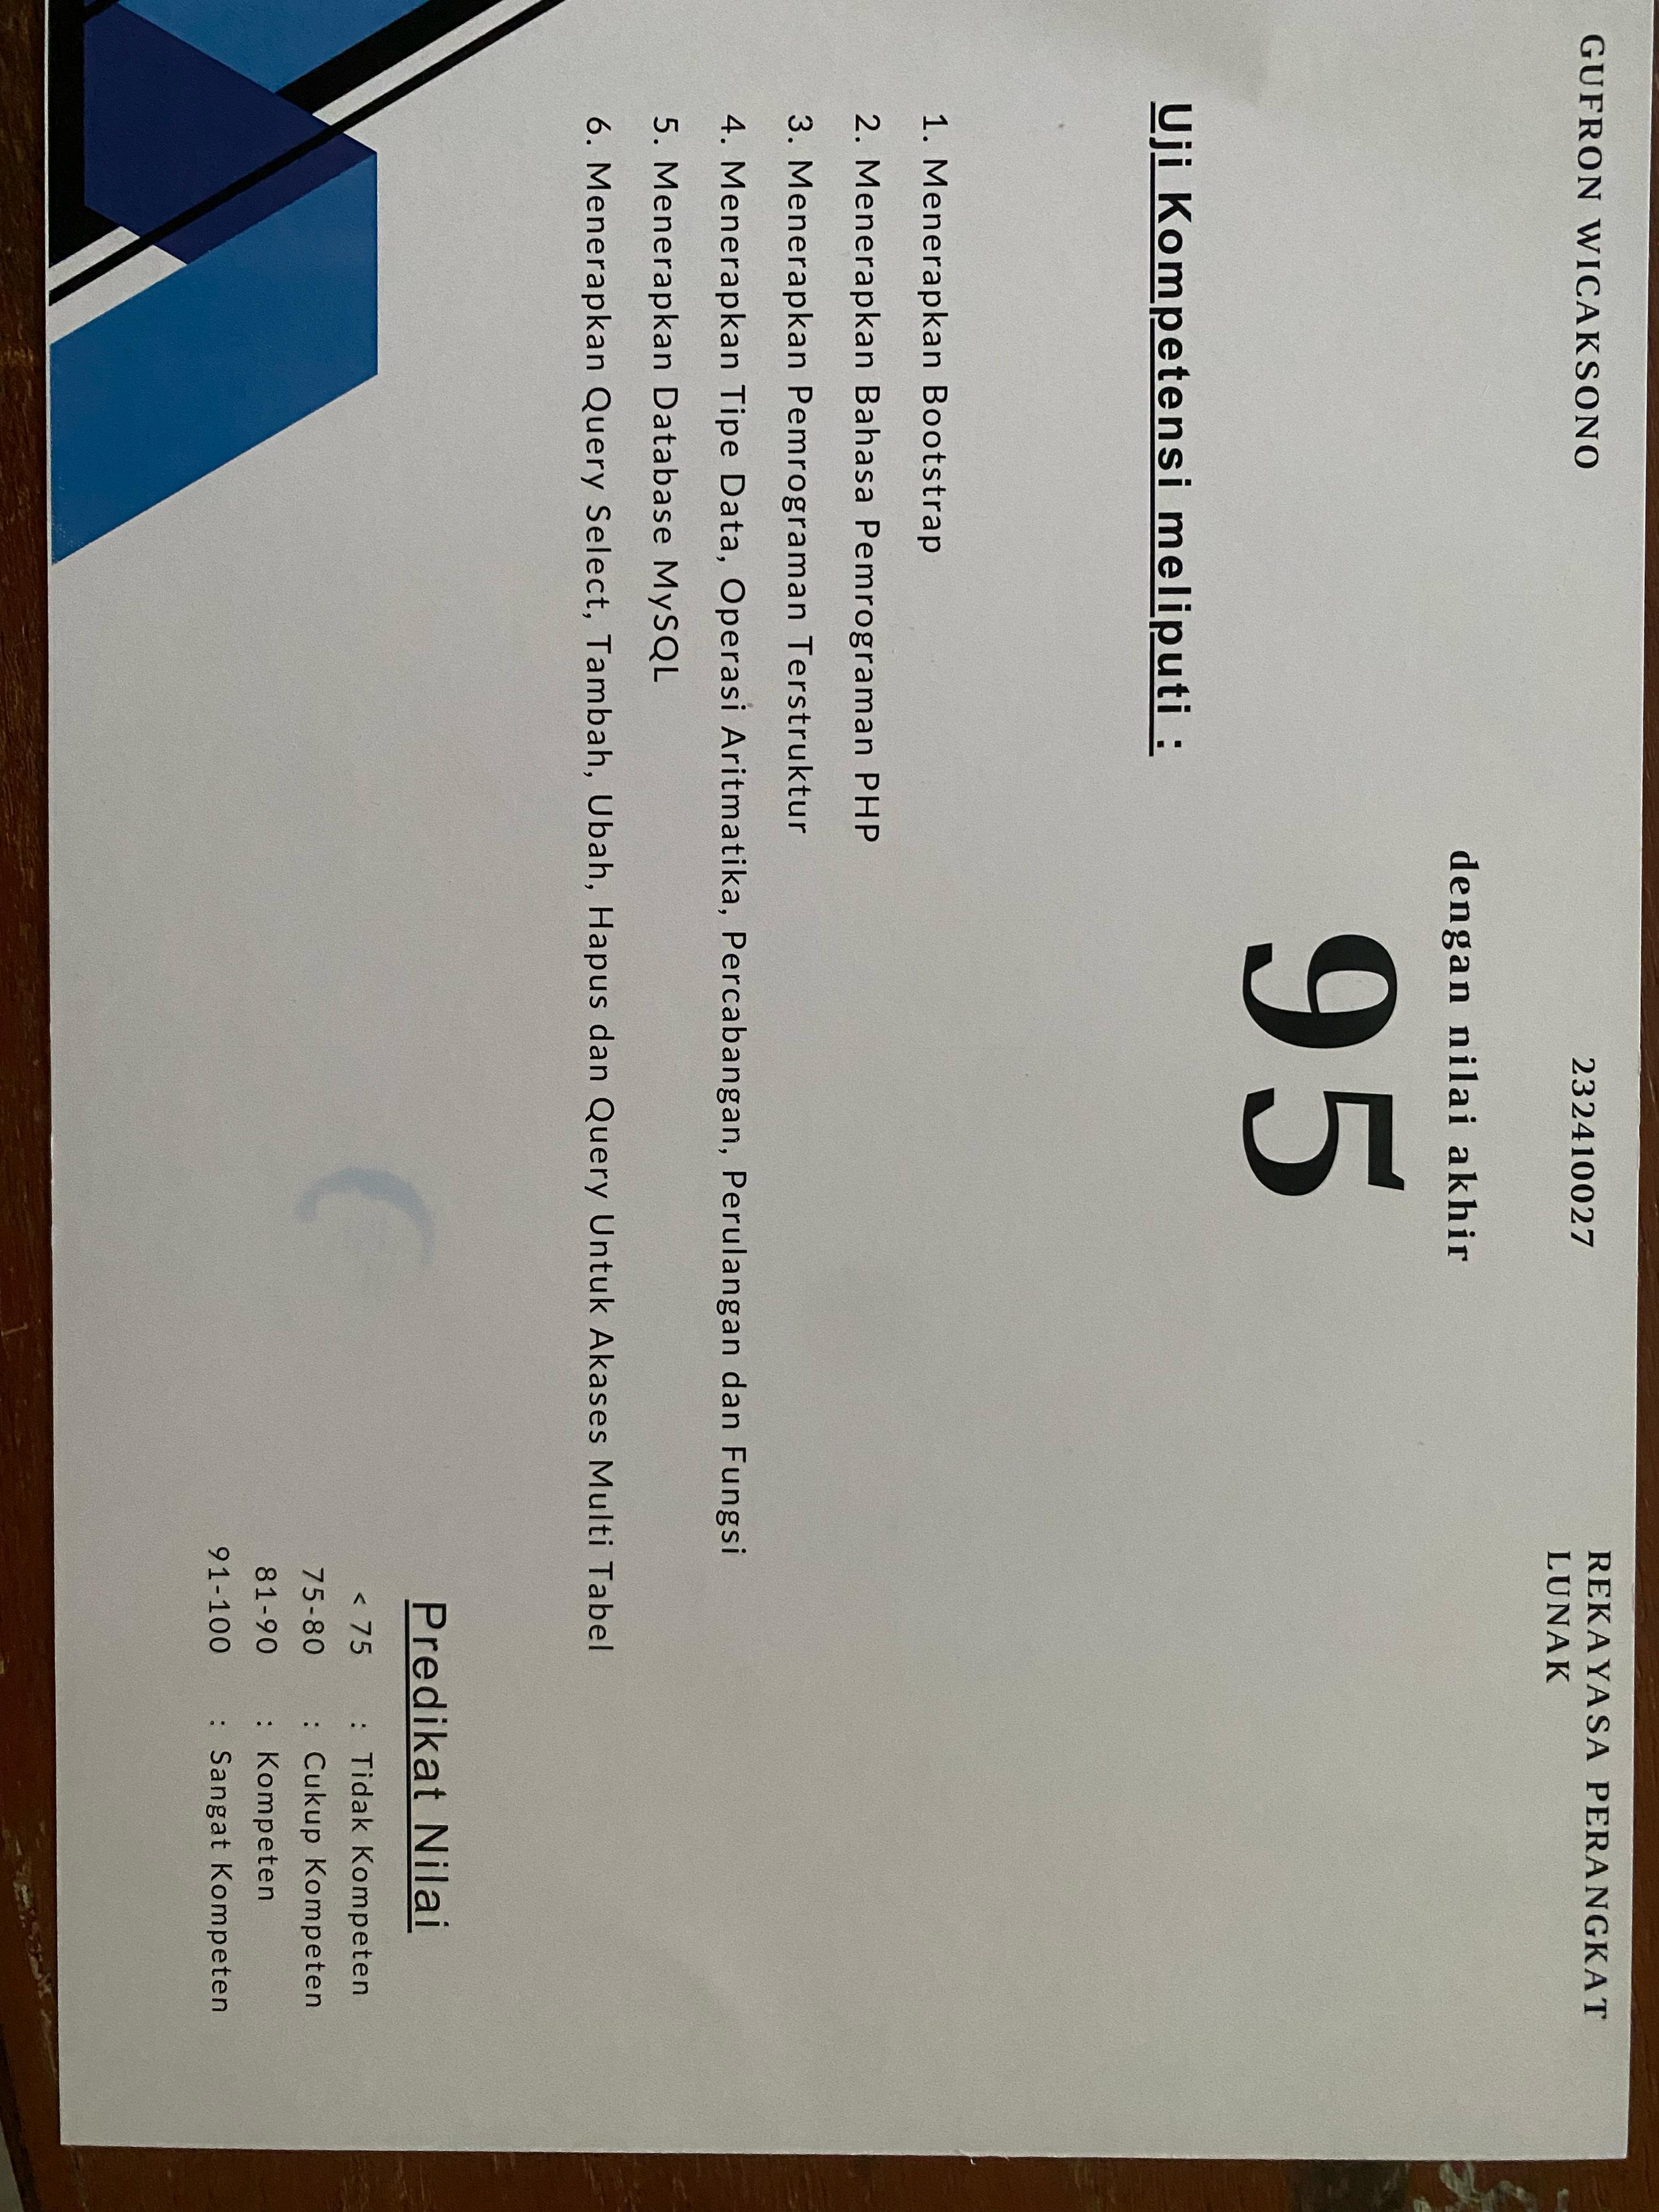 GUFRON WICAKSONO
232410027
REKAYASA PERANGKAT
LUNAK
dengan nilai akhir
95
Uji Kompetensi meliputi :
1. Menerapkan Bootstrap
2. Menerapkan Bahasa Pemrograman PHP
3. Menerapkan Pemrograman Terstruktur
4. Menerapkan Tipe Data, Operasi Aritmatika, Percabangan, Perulangan dan Fungsi
5. Menerapkan Database MySQL
6. Menerapkan Query Select, Tambah, Ubah, Hapus dan Query Untuk Akases Multi Tabel
Predikat Nilai
< 75 : Tidak Kompeten
75-80 : Cukup Kompeten
81-90 : Kompeten
91-100 : Sangat Kompeten